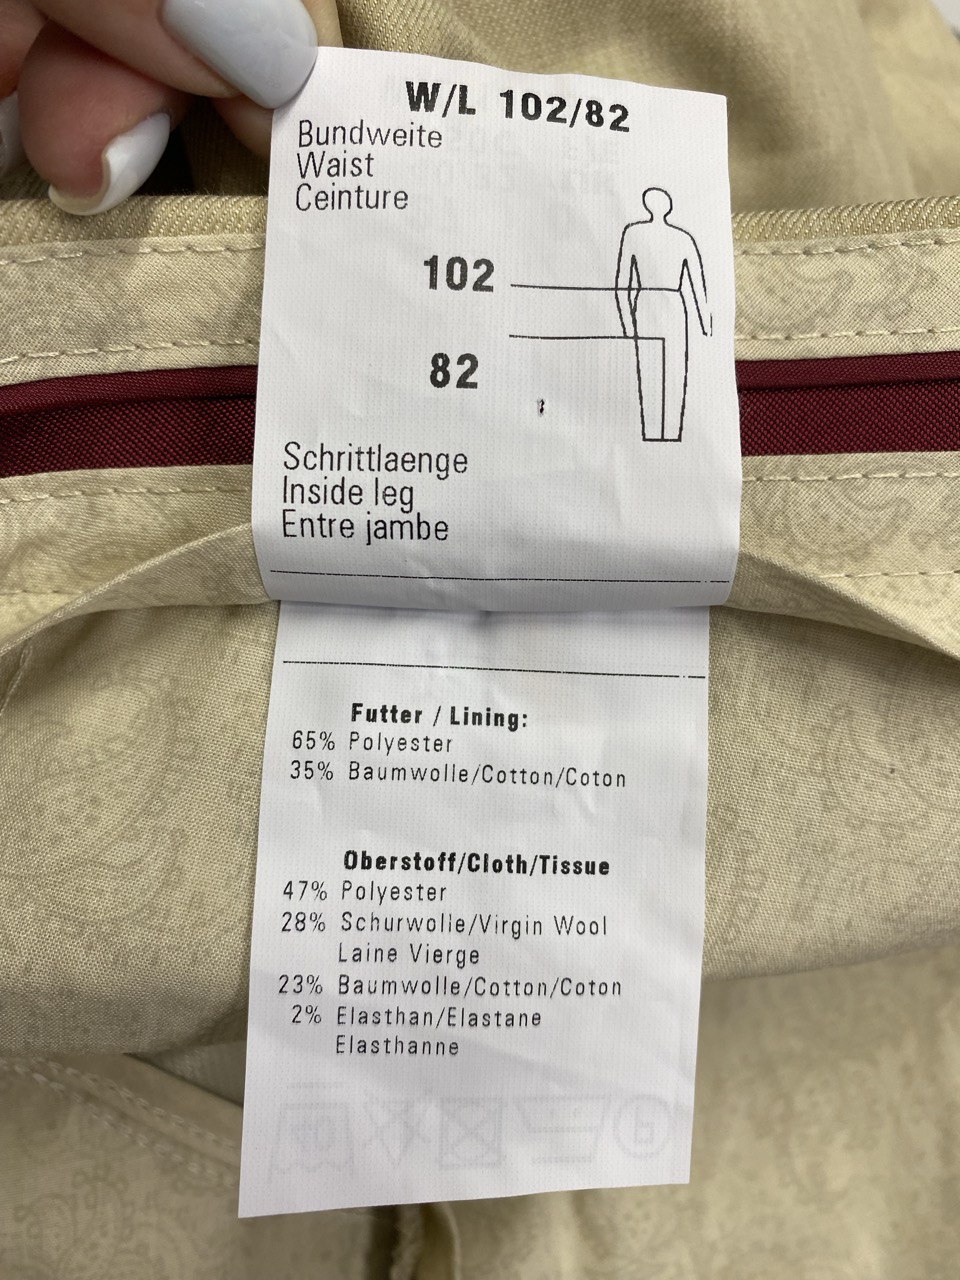 W/L 102/82
Bundweite
Waist
Ceinture
102
82
Schrittlaenge
Inside leg
Entre jambe
Futter / Lining:
65% Polyester
35% Baumwolle/Cotton/Coton
Oberstoff/Cloth/Tissue
47% Polyester
28% Schurwolle/Virgin Wool
Laine Vierge
23% Baumwolle/Cotton/Coton
2% Elasthan/Elastane
Elasthanne